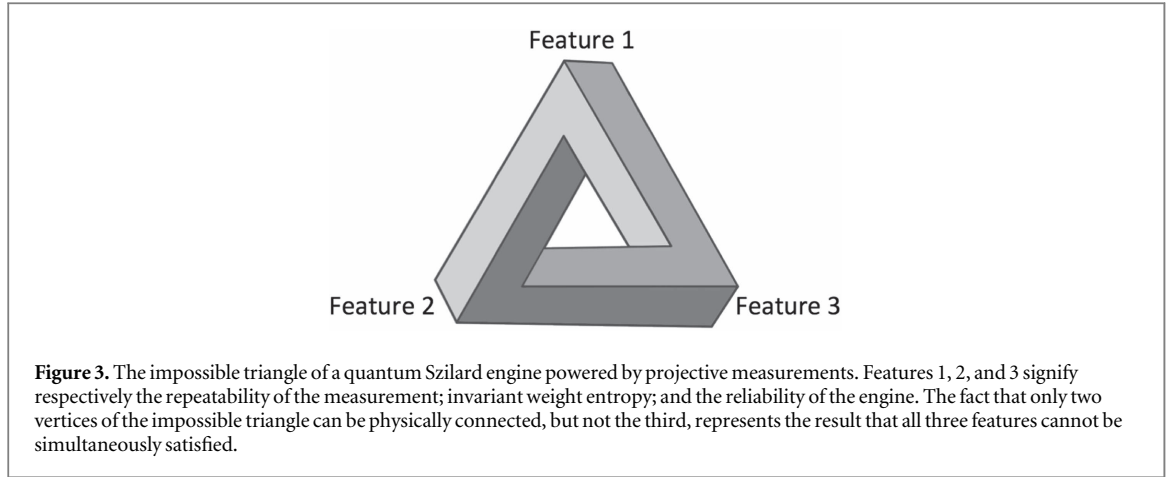 Feature 1
Feature 2
Feature 3
Figure 3. The impossible triangle of a quantum Szilard engine powered by projective measurements. Features 1, 2, and 3 signify
respectively the repeatability of the measurement; invariant weight entropy; and the reliability of the engine. The fact that only two
vertices of the impossible triangle can be physically connected, but not the third, represents the result that all three features cannot be
simultaneously satisfied.